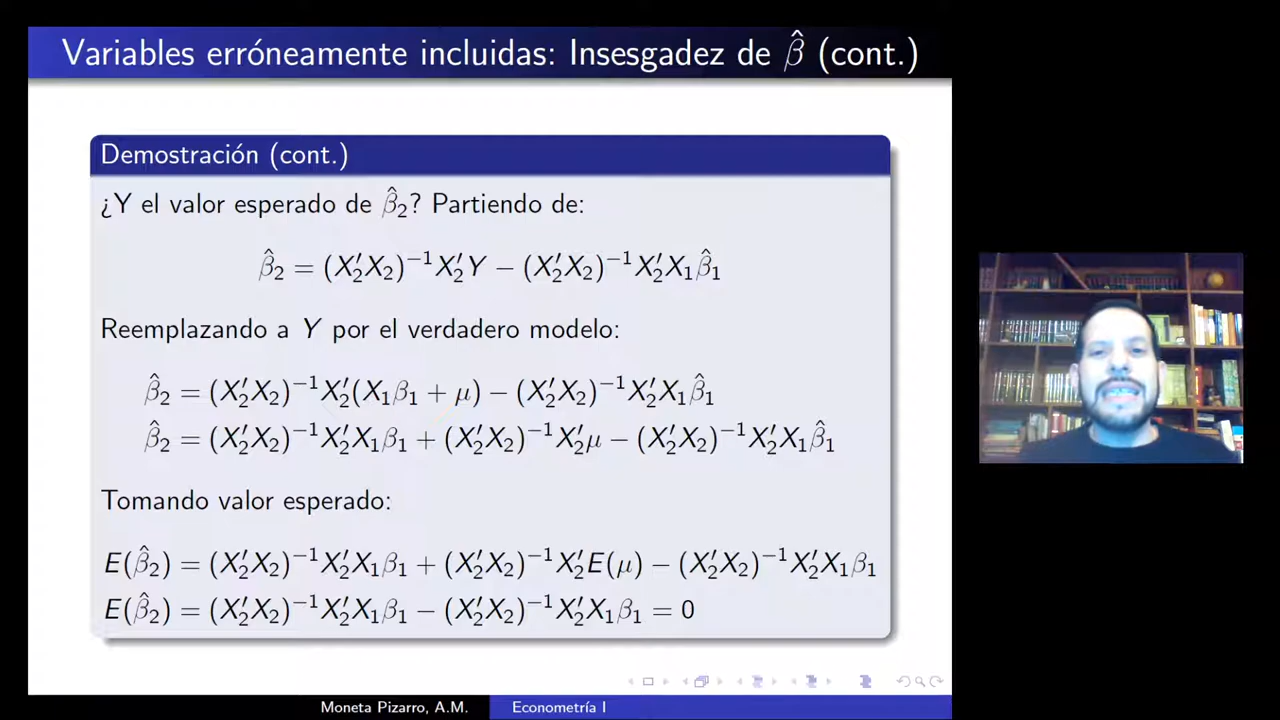 Variables erróneamente incluidas: Insesgadez de β̂ (cont.)
Demostración (cont.)
¿Y el valor esperado de β̂₂? Partiendo de:
β̂₂ = (X₂′X₂)⁻¹X₂′Y − (X₂′X₂)⁻¹X₂′X₁β̂₁
Reemplazando a Y por el verdadero modelo:
β̂₂ = (X₂′X₂)⁻¹X₂′(X₁β₁ + μ) − (X₂′X₂)⁻¹X₂′X₁β̂₁
β̂₂ = (X₂′X₂)⁻¹X₂′X₁β₁ + (X₂′X₂)⁻¹X₂′μ − (X₂′X₂)⁻¹X₂′X₁β̂₁
Tomando valor esperado:
E(β̂₂) = (X₂′X₂)⁻¹X₂′X₁β₁ + (X₂′X₂)⁻¹X₂′E(μ) − (X₂′X₂)⁻¹X₂′X₁β₁
E(β̂₂) = (X₂′X₂)⁻¹X₂′X₁β₁ − (X₂′X₂)⁻¹X₂′X₁β₁ = 0
Moneta Pizarro, A.M. Econometría I